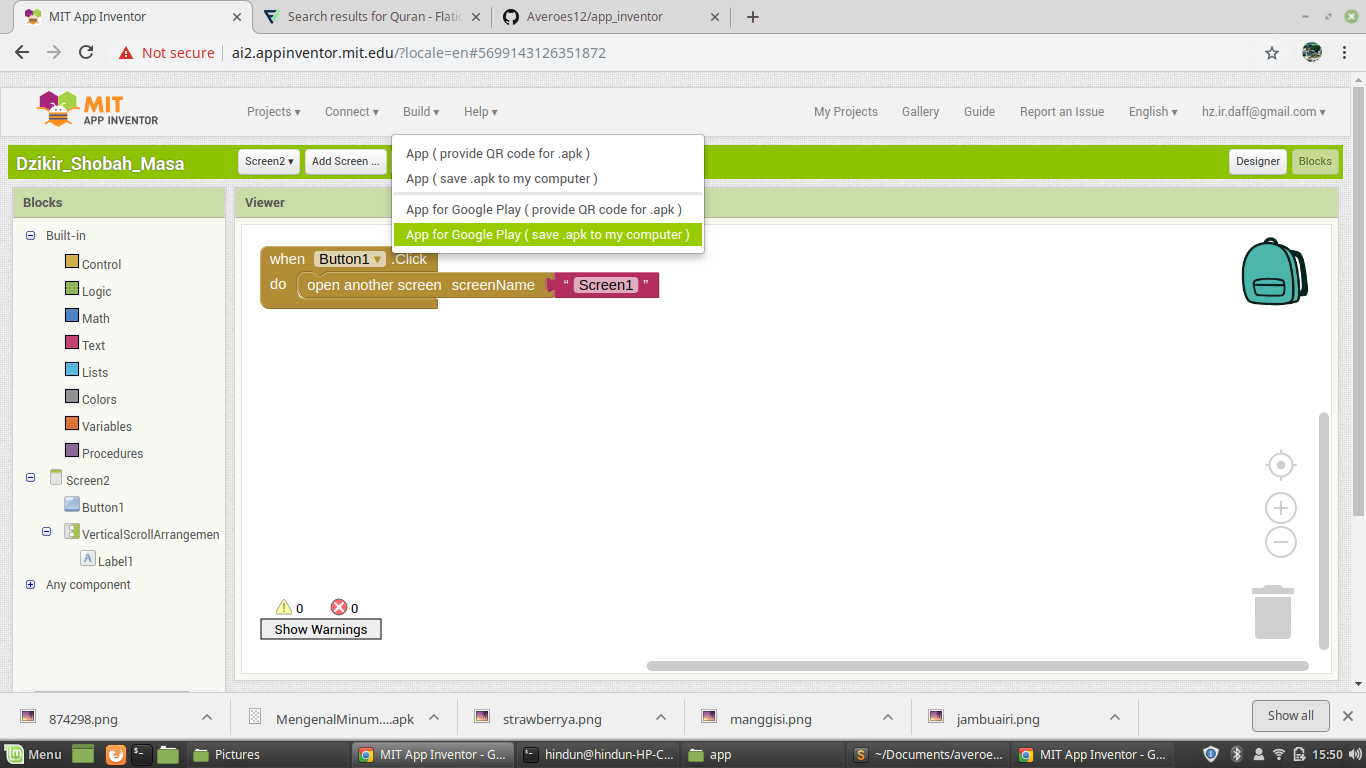 MIT App Inventor
Search results for Quran - Flatic
Averoes12/app_inventor
Not secure
ai2.appinventor.mit.edu/?locale=en#5699143126351872
MIT
APP INVENTOR
Projects ▾
Connect ▾
Build ▾
Help ▾
My Projects
Gallery
Guide
Report an Issue
English ▾
hz.ir.daff@gmail.com ▾
Dzikir_Shobah_Masa
Screen2 ▾
Add Screen ...
Designer
Blocks
App ( provide QR code for .apk )
App ( save .apk to my computer )
App for Google Play ( provide QR code for .apk )
App for Google Play ( save .apk to my computer )
Blocks
Built-in
Control
Logic
Math
Text
Lists
Colors
Variables
Procedures
Screen2
Button1
VerticalScrollArrangemen
A Label1
Any component
Viewer
when Button1 ▾ .Click
do open another screen screenName “ Screen1 ”
0 0
Show Warnings
874298.png
MengenalMinum....apk
strawberrya.png
manggisi.png
jambuairi.png
Show all
Menu
Pictures
MIT App Inventor - G...
hindun@hindun-HP-C...
app
~/Documents/averoe...
MIT App Inventor - G...
15:50